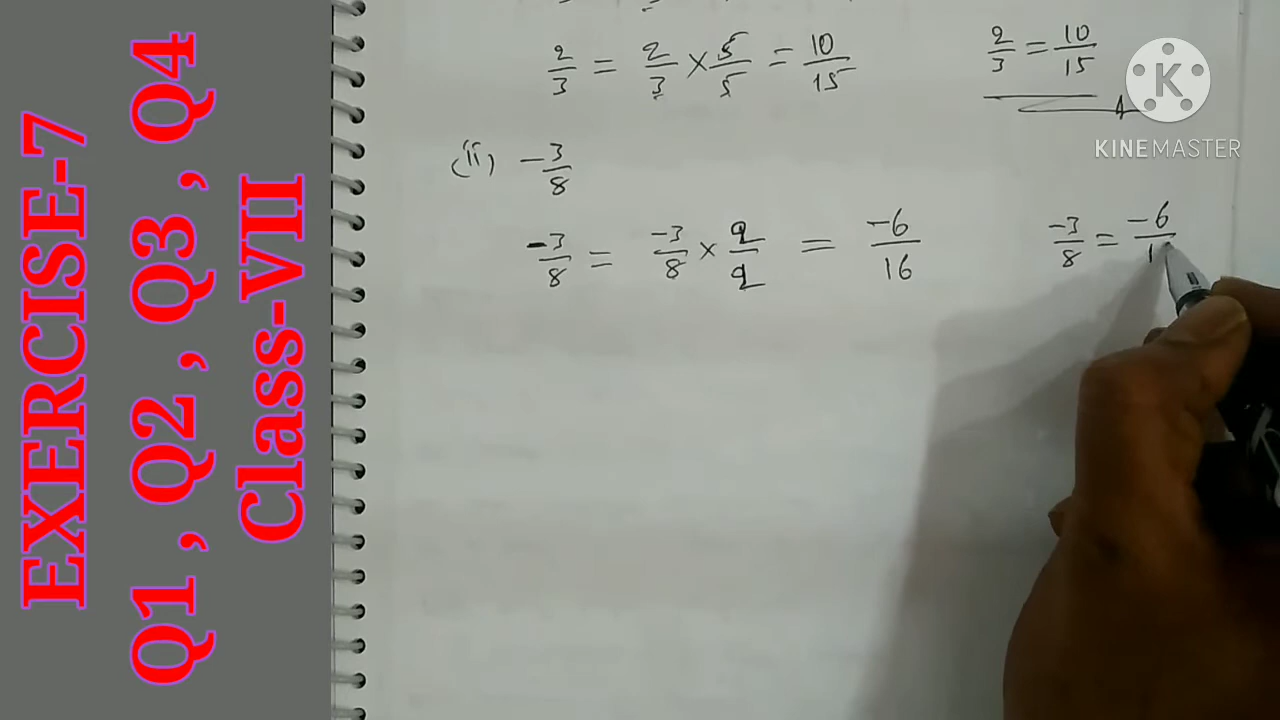 EXERCISE-7
Q1 , Q2 , Q3 , Q4
Class-VII
2/3 = 2/3 × 5/5 = 10/15
2/3 = 10/15
K
KINEMASTER
(ii) -3/8
-3/8 = -3/8 × 2/2 = -6/16
-3/8 = -6/1